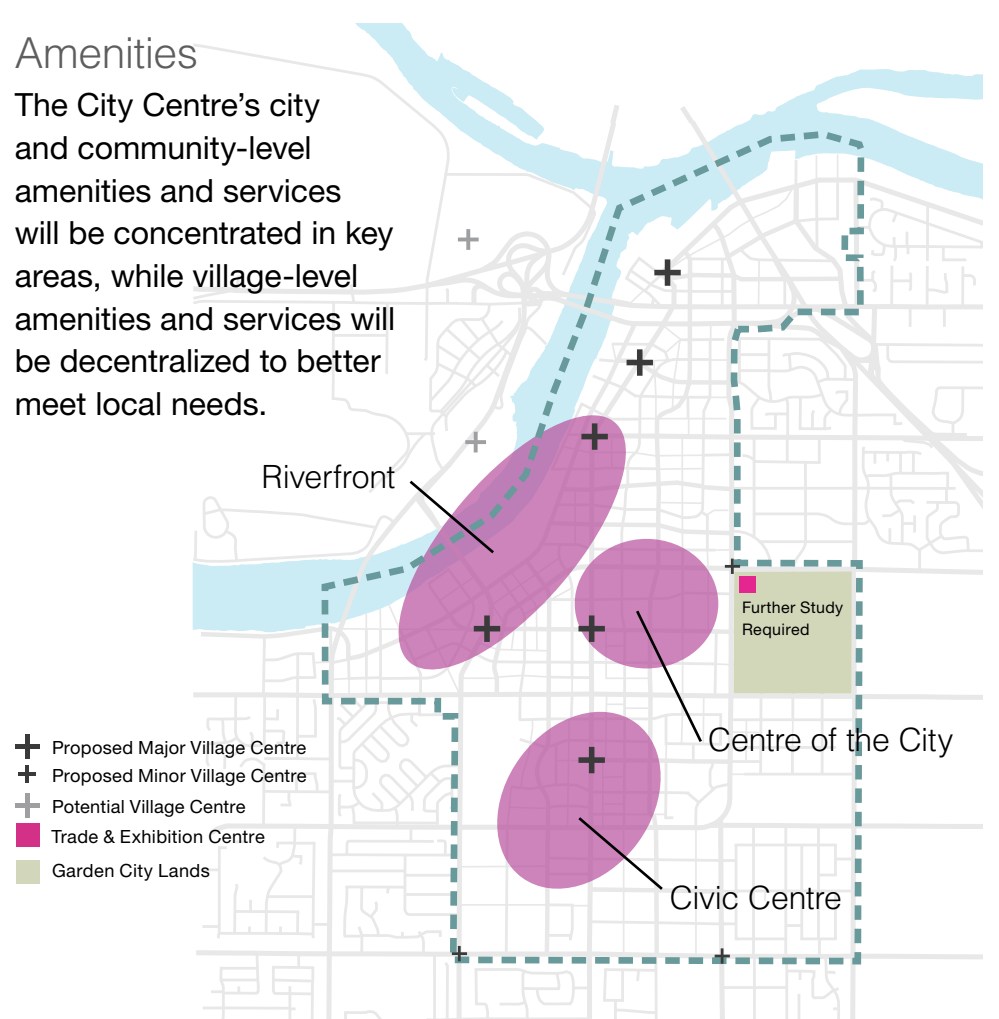 Amenities
The City Centre’s city
and community-level
amenities and services
will be concentrated in key
areas, while village-level
amenities and services will
be decentralized to better
meet local needs.
Riverfront
Further Study
Required
Centre of the City
Civic Centre
Proposed Major Village Centre
Proposed Minor Village Centre
Potential Village Centre
Trade & Exhibition Centre
Garden City Lands